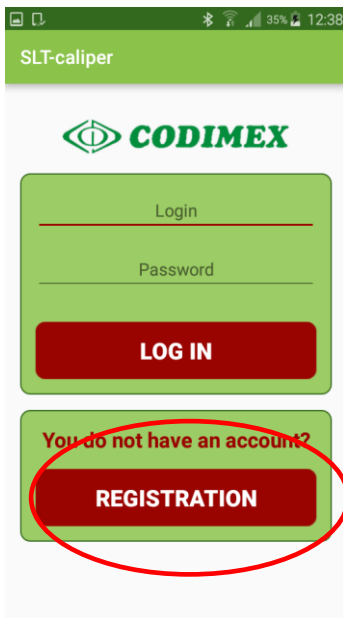 35% 12:38
SLT-caliper
CODIMEX
Login
Password
LOG IN
You do not have an account?
REGISTRATION